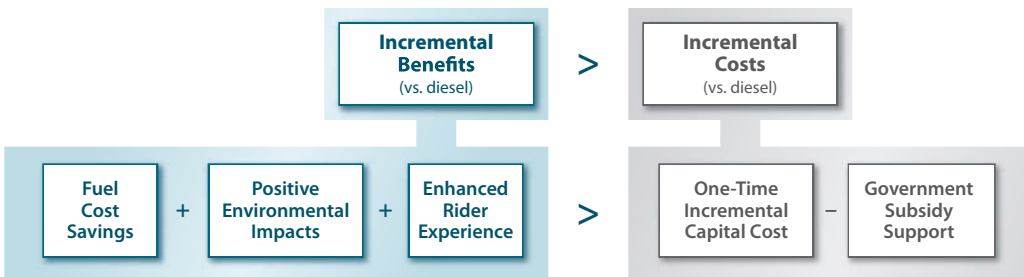 Incremental
Benefits
(vs. diesel)
>
Incremental
Costs
(vs. diesel)
Fuel
Cost
Savings
+
Positive
Environmental
Impacts
+
Enhanced
Rider
Experience
>
One-Time
Incremental
Capital Cost
–
Government
Subsidy
Support